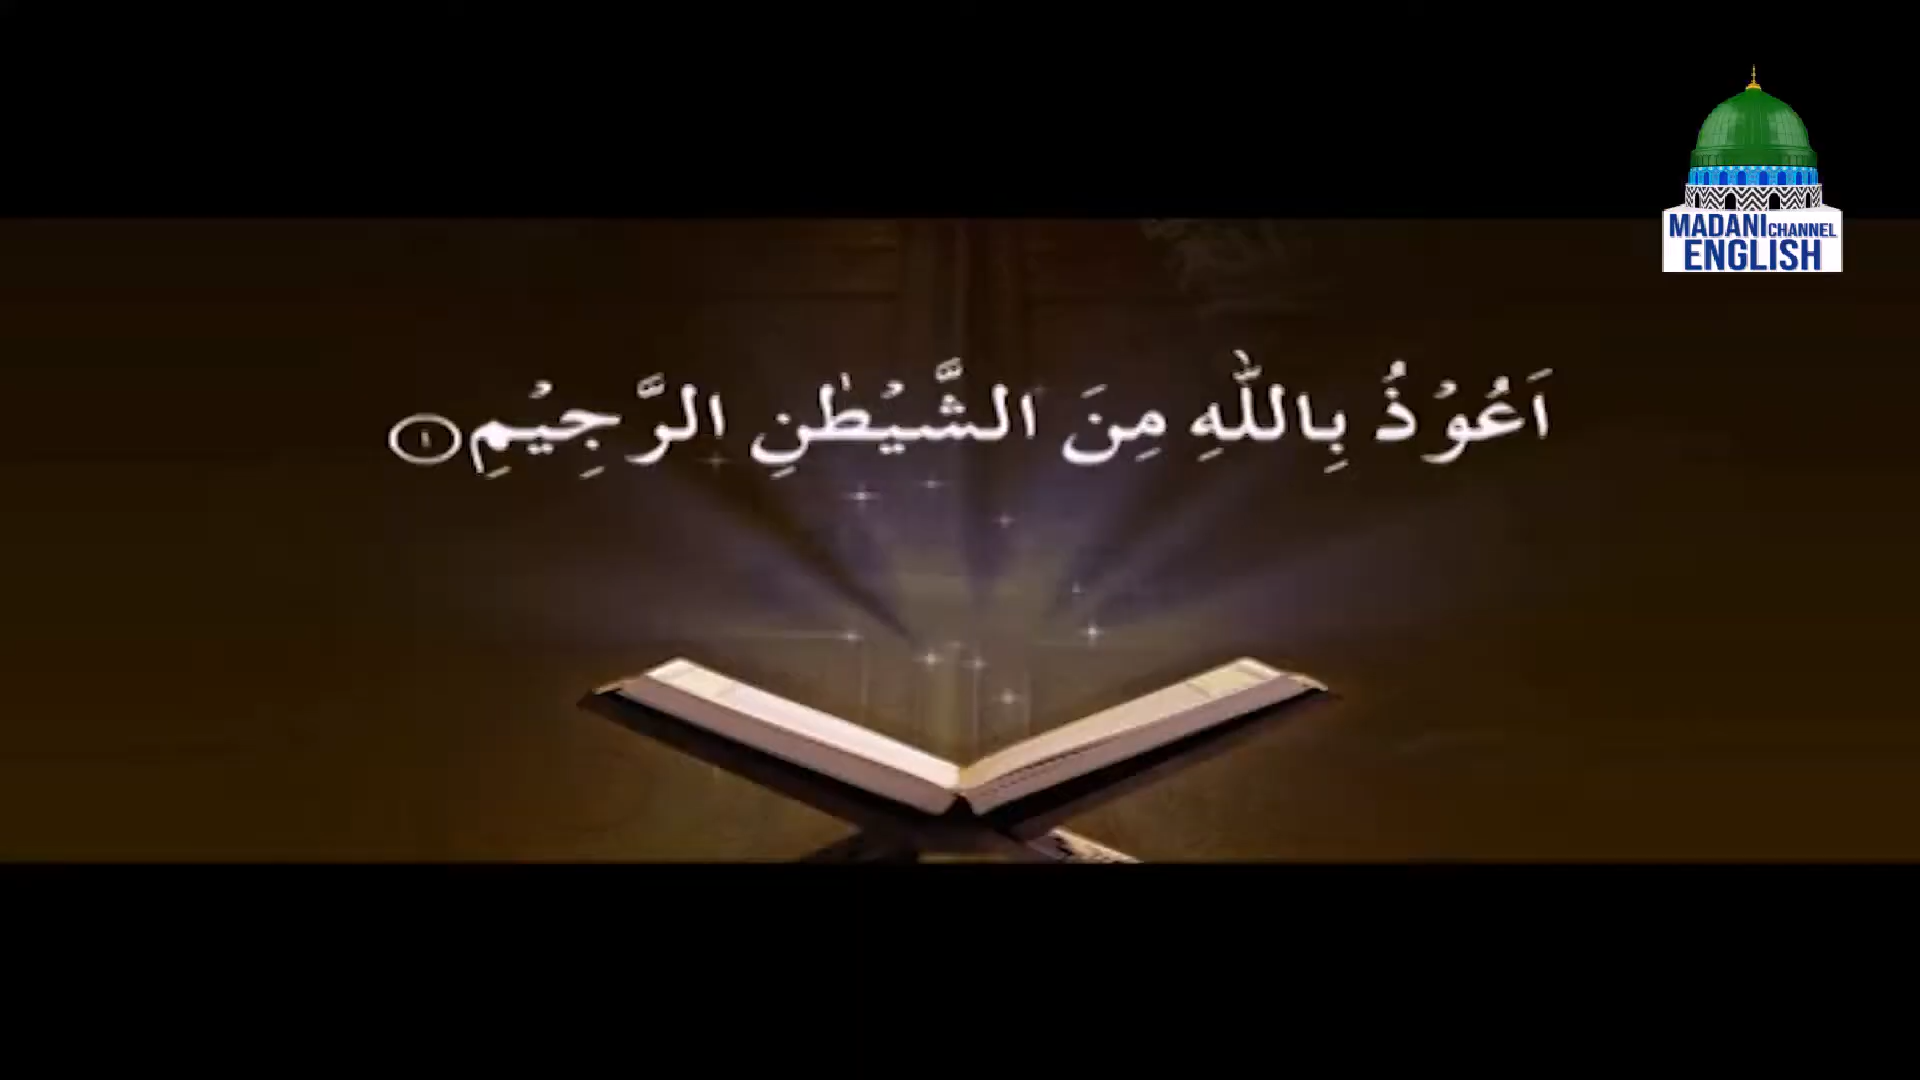 اَعُوْذُ بِاللّٰهِ مِنَ الشَّيْطٰنِ الرَّجِيْمِ ١
MADANI CHANNEL
ENGLISH